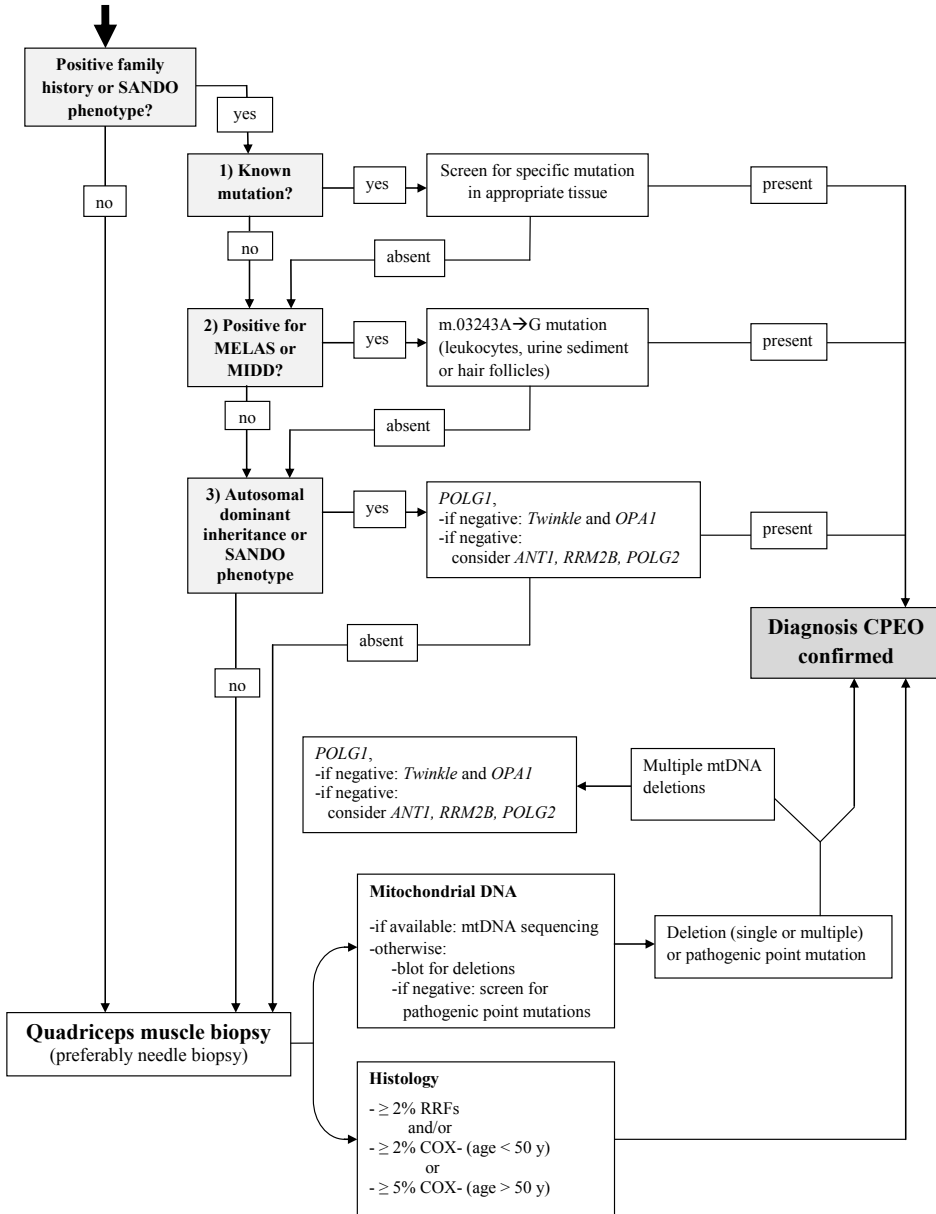 Positive family
history or SANDO
phenotype?
yes
no
1) Known
mutation?
yes
Screen for specific mutation
in appropriate tissue
present
no
absent
2) Positive for
MELAS or
MIDD?
yes
m.03243A→G mutation
(leukocytes, urine sediment
or hair follicles)
present
no
absent
3) Autosomal
dominant
inheritance or
SANDO
phenotype
yes
POLG1,
-if negative: Twinkle and OPA1
-if negative:
consider ANT1, RRM2B, POLG2
present
absent
no
Diagnosis CPEO
confirmed
POLG1,
-if negative: Twinkle and OPA1
-if negative:
consider ANT1, RRM2B, POLG2
Multiple mtDNA
deletions
Mitochondrial DNA
-if available: mtDNA sequencing
-otherwise:
-blot for deletions
-if negative: screen for
pathogenic point mutations
Deletion (single or multiple)
or pathogenic point mutation
Quadriceps muscle biopsy
(preferably needle biopsy)
Histology
- ≥ 2% RRFs
and/or
- ≥ 2% COX- (age < 50 y)
or
- ≥ 5% COX- (age > 50 y)